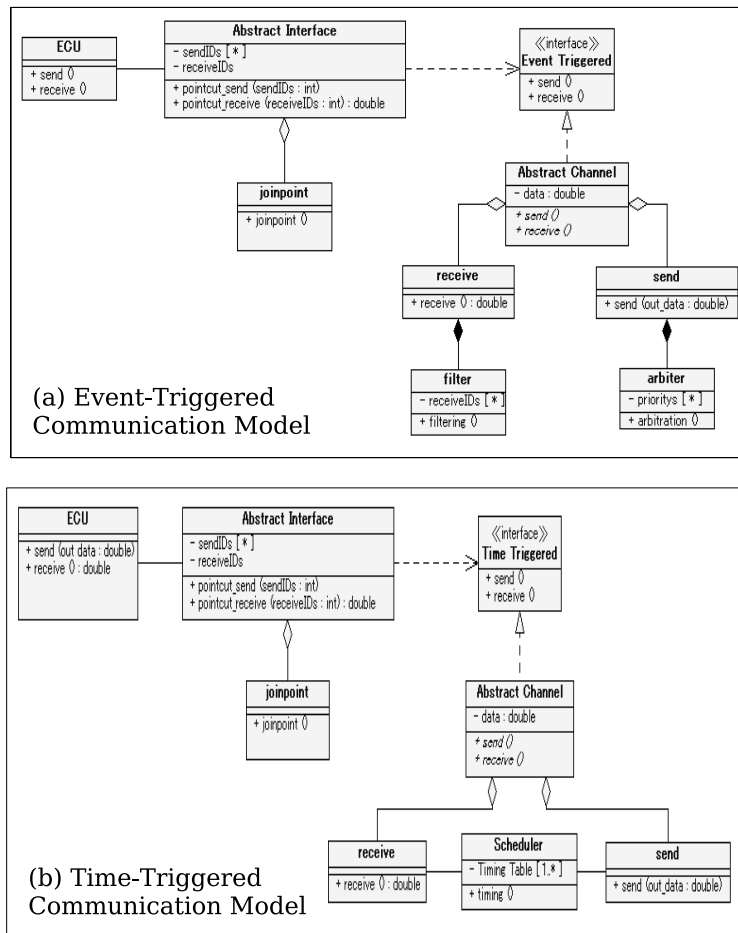 ECU
+ send ()
+ receive ()
Abstract Interface
- sendIDs [*]
- receiveIDs
+ pointcut_send (sendIDs : int)
+ pointcut_receive (receiveIDs : int) : double
joinpoint
+ joinpoint ()
≪interface≫
Event Triggered
+ send ()
+ receive ()
Abstract Channel
- data : double
+ send ()
+ receive ()
receive
+ receive () : double
send
+ send (out_data : double)
filter
- receiveIDs [*]
+ filtering ()
arbiter
- prioritys [*]
+ arbitration ()
(a) Event-Triggered
Communication Model
ECU
+ send (out data : double)
+ receive () : double
Abstract Interface
- sendIDs [*]
- receiveIDs
+ pointcut_send (sendIDs : int)
+ pointcut_receive (receiveIDs : int) : double
joinpoint
+ joinpoint ()
≪interface≫
Time Triggered
+ send ()
+ receive ()
Abstract Channel
- data : double
+ send ()
+ receive ()
receive
+ receive () : double
Scheduler
- Timing Table [1..*]
+ timing ()
send
+ send (out_data : double)
(b) Time-Triggered
Communication Model